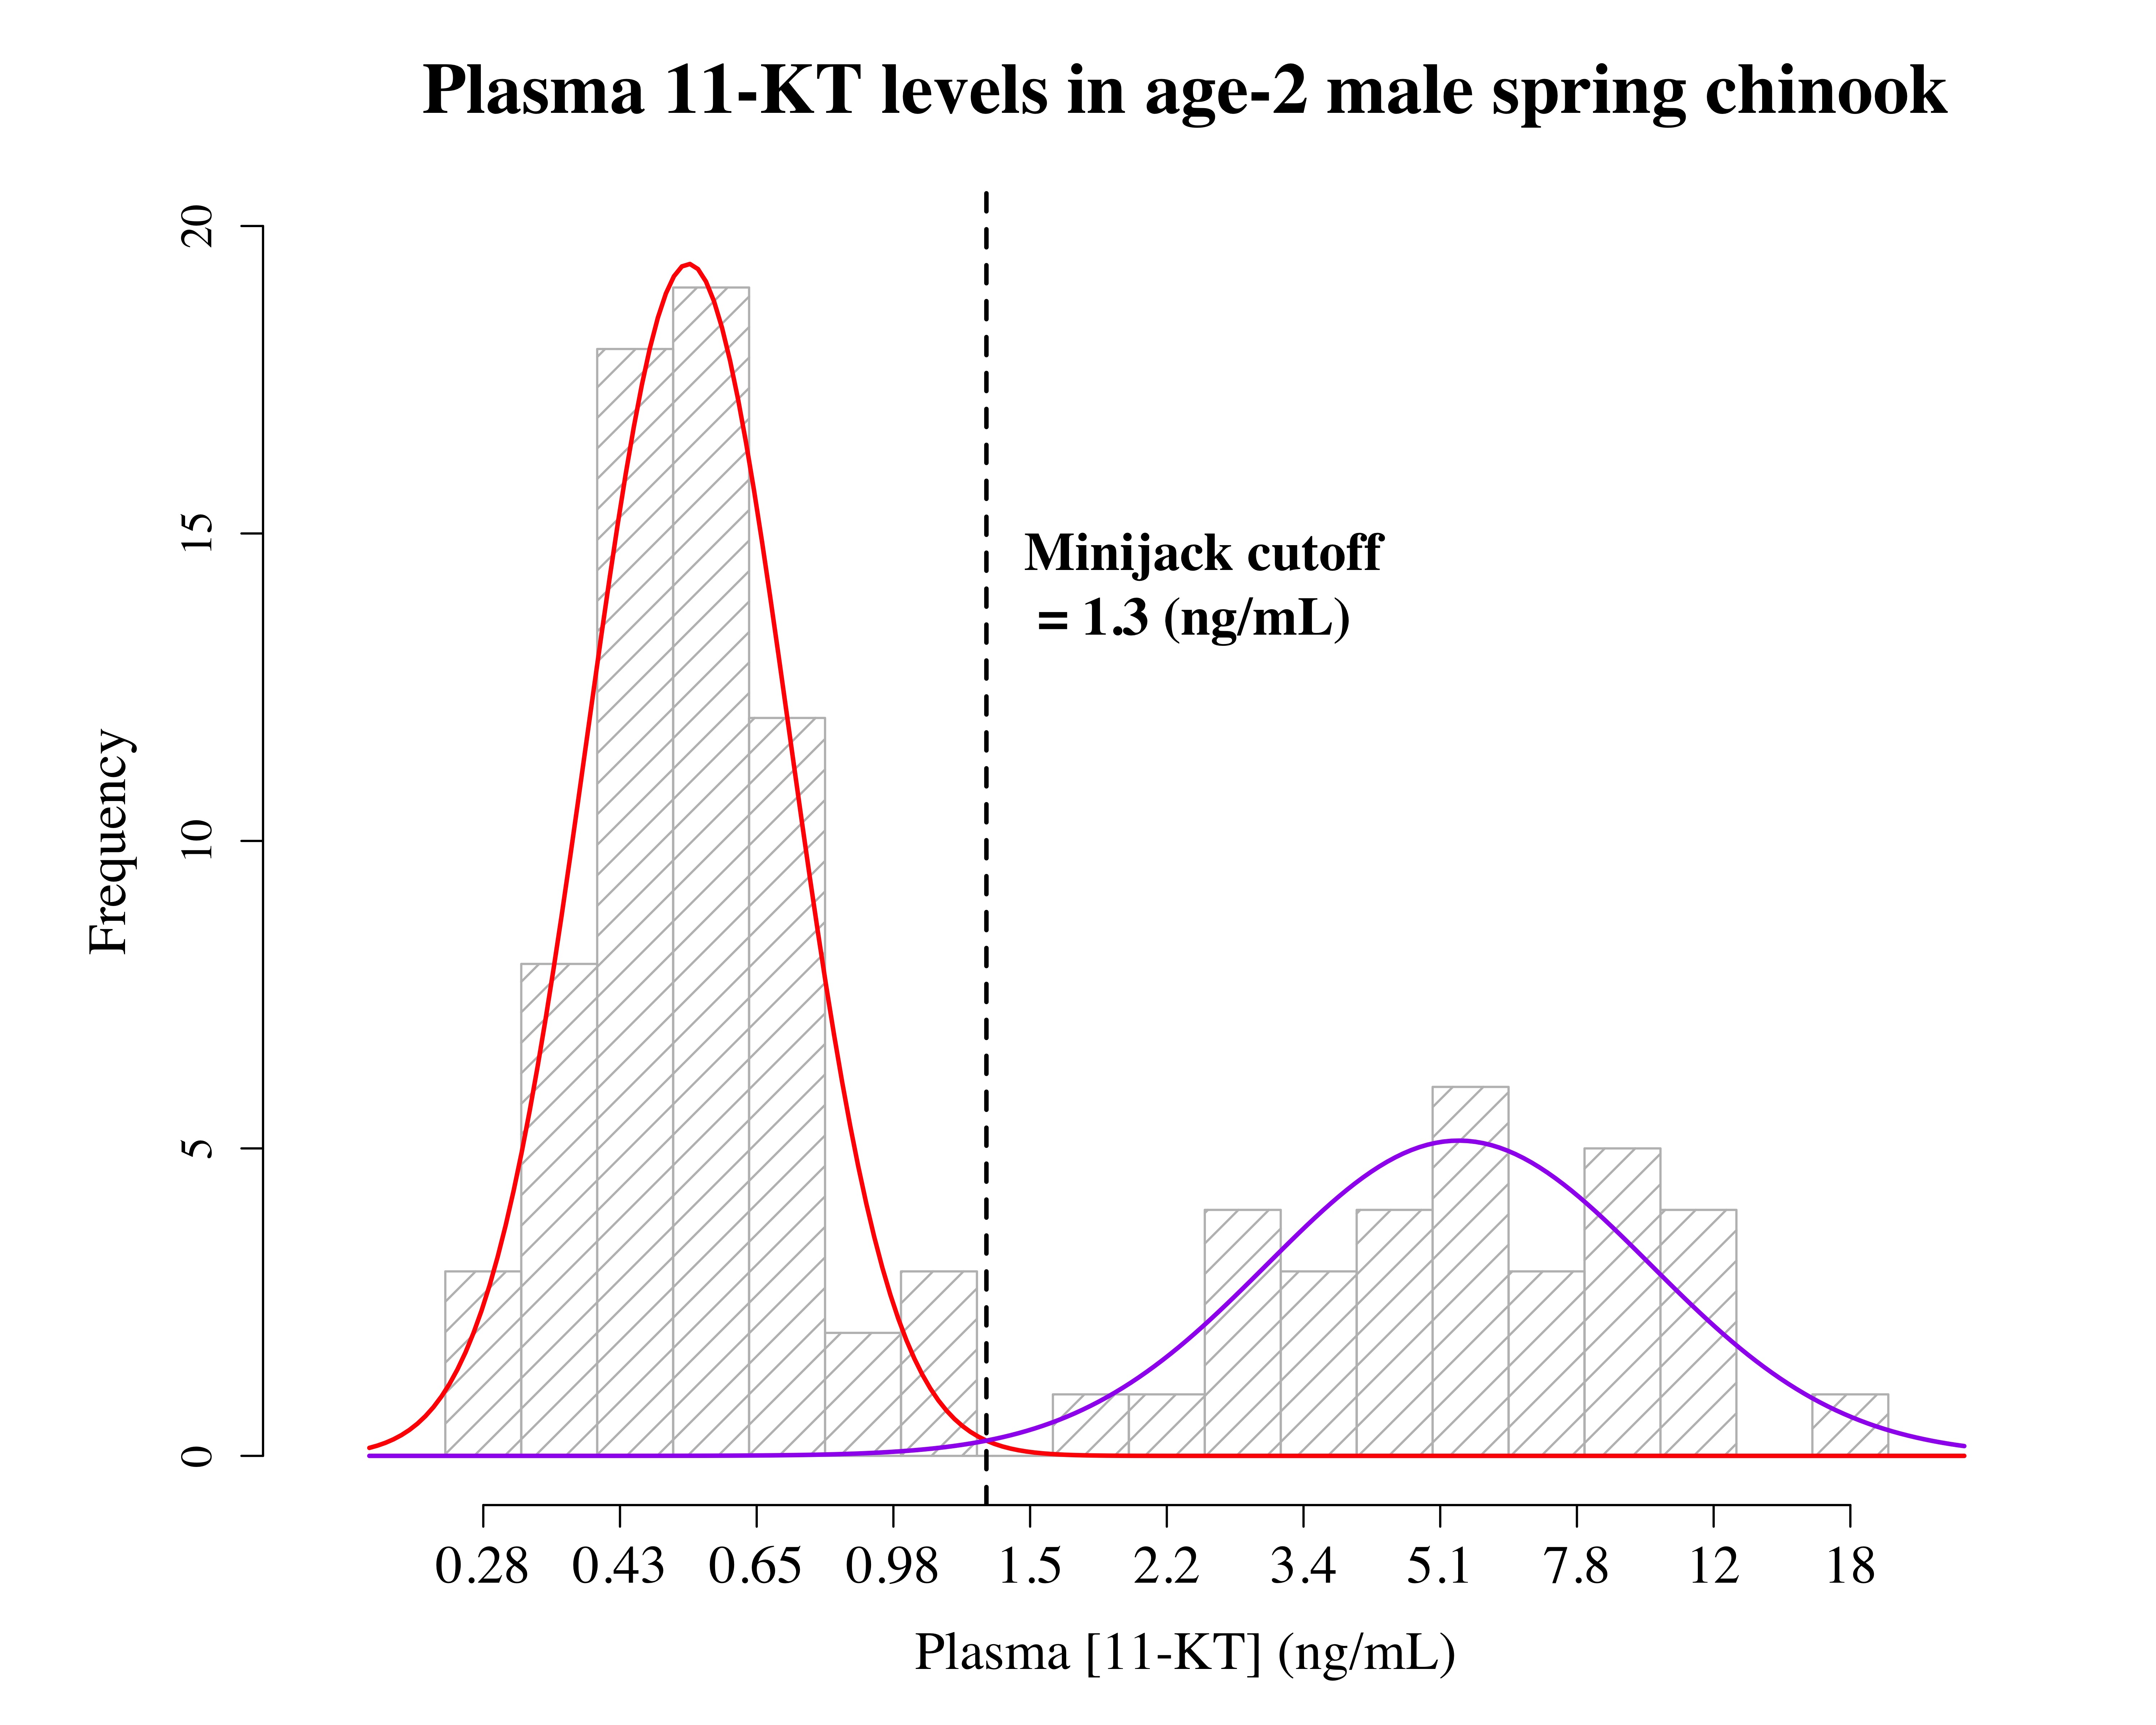 Plasma 11-KT levels in age-2 male spring chinook
20
15
10
5
0
Frequency
Minijack cutoff
= 1.3 (ng/mL)
0.28 0.43 0.65 0.98 1.5 2.2 3.4 5.1 7.8 12 18
Plasma [11-KT] (ng/mL)